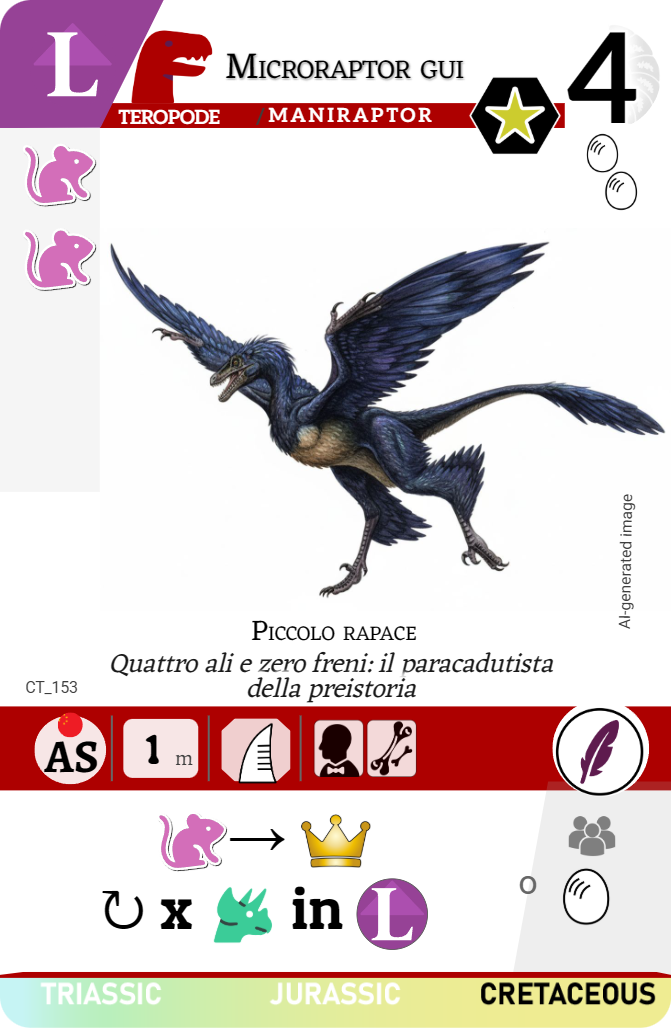 L
MICRORAPTOR GUI
4
TEROPODE / MANIRAPTOR
AI-generated image
PICCOLO RAPACE
Quattro ali e zero freni: il paracadutista
della preistoria
CT_153
AS
1 m
x in L
o
TRIASSIC JURASSIC CRETACEOUS